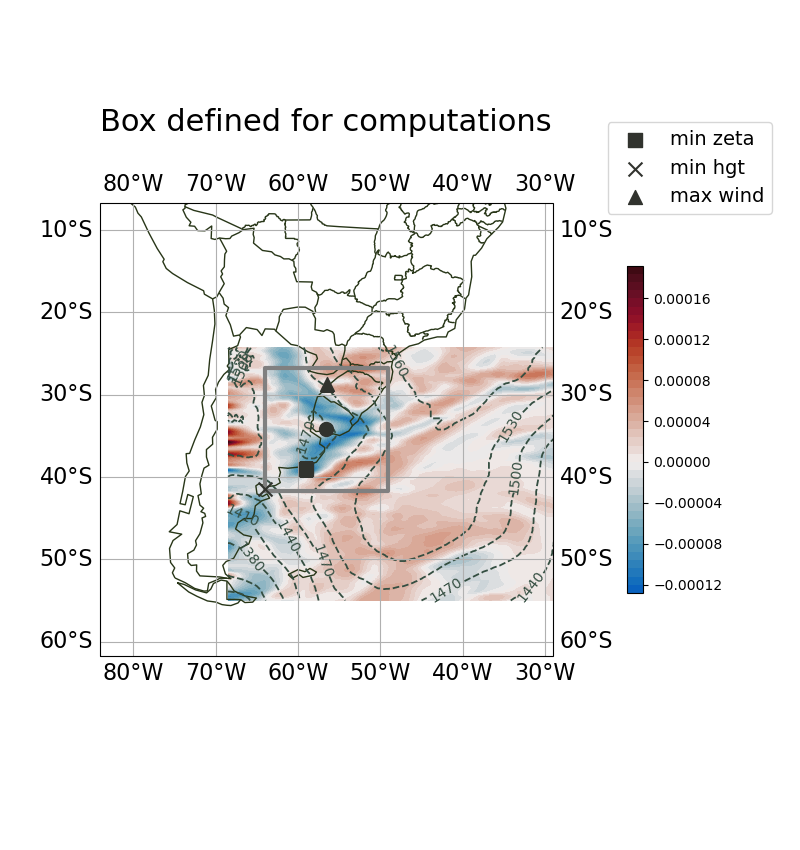 Box defined for computations
min zeta
min hgt
max wind
80°W 70°W 60°W 50°W 40°W 30°W
10°S 10°S
20°S 20°S
30°S 30°S
40°S 40°S
50°S 50°S
60°S 60°S
80°W 70°W 60°W 50°W 40°W 30°W
0.00016
0.00012
0.00008
0.00004
0.00000
−0.00004
−0.00008
−0.00012
1560
1530
1500
1470
1410
1440
1380
1470
1470
1440